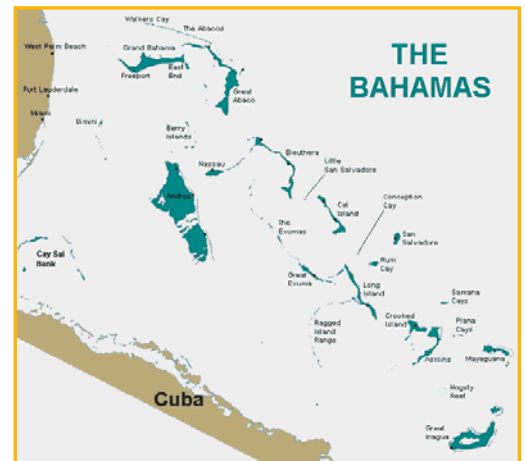 Walkers Cay
The Abacos
THE
BAHAMAS
West Palm Beach
Grand Bahama
East
End
Freeport
Fort Lauderdale
Great
Abaco
Miami
Bimini
Berry
Islands
Nassau
Eleuthera
Little
San Salvadore
Andros
Cat
Island
Conception
Cay
The
Exumas
San
Salvadore
Cay Sal
Bank
Rum
Cay
Great
Exuma
Long
Island
Samana
Cays
Crooked
Island
Ragged
Island
Range
Plana
Cays
Acklins
Mayaguana
Hogsty
Reef
Cuba
Great
Inagua